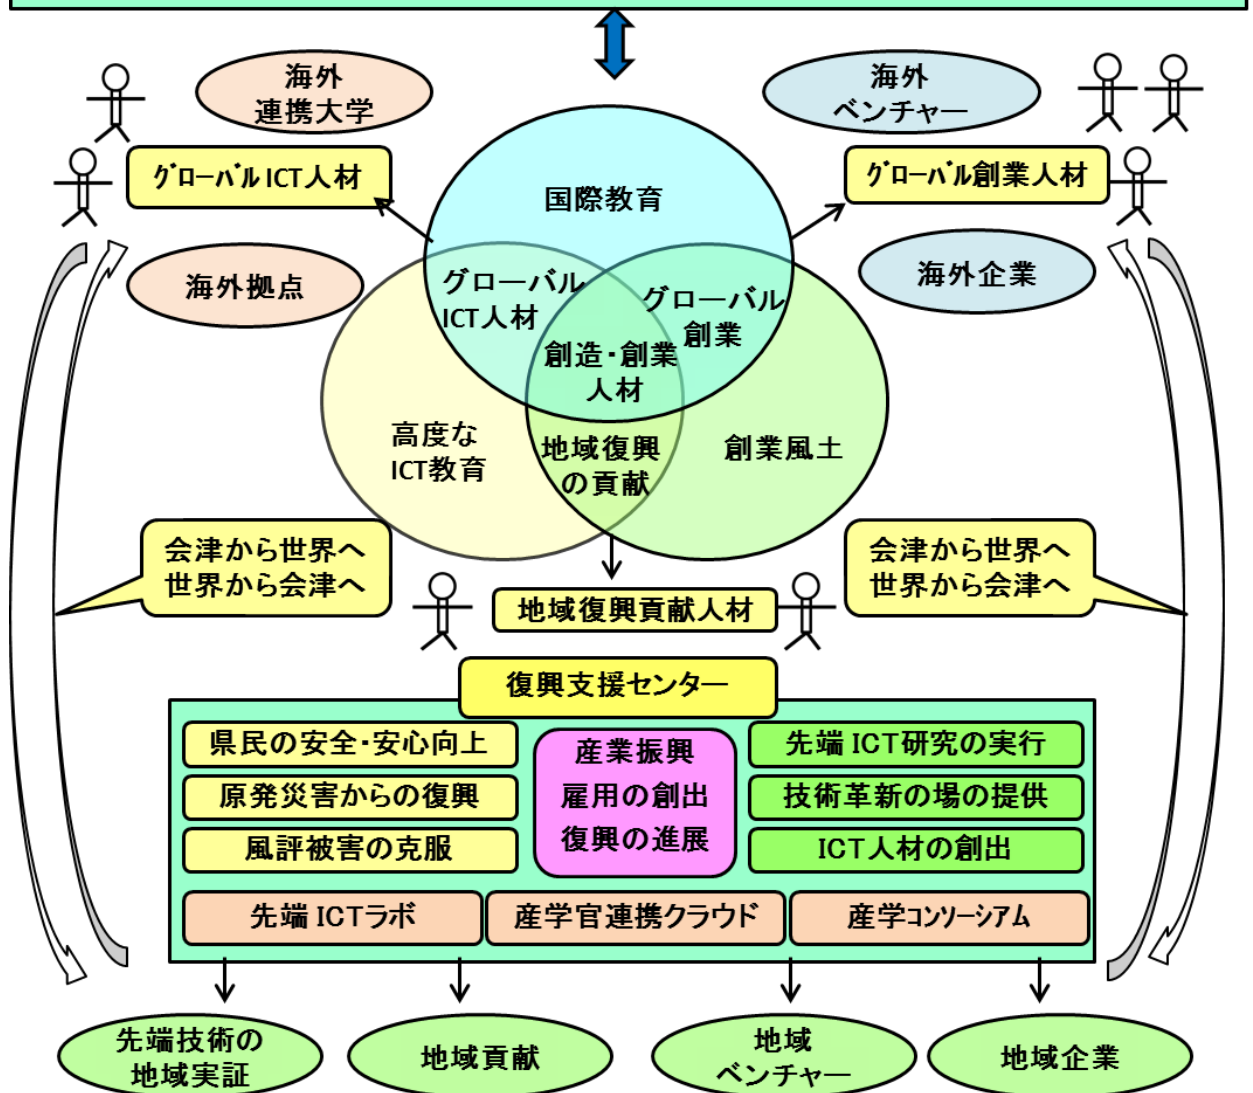 海外
連携大学
海外
ベンチャー
グローバルICT人材
グローバル創業人材
国際教育
海外拠点
海外企業
グローバル
ICT人材
グローバル
創業
創造・創業
人材
高度な
ICT教育
地域復興
の貢献
創業風土
会津から世界へ
世界から会津へ
会津から世界へ
世界から会津へ
地域復興貢献人材
復興支援センター
県民の安全・安心向上
原発災害からの復興
風評被害の克服
産業振興
雇用の創出
復興の進展
先端ICT研究の実行
技術革新の場の提供
ICT人材の創出
先端ICTラボ
産学官連携クラウド
産学コンソーシアム
先端技術の
地域実証
地域貢献
地域
ベンチャー
地域企業